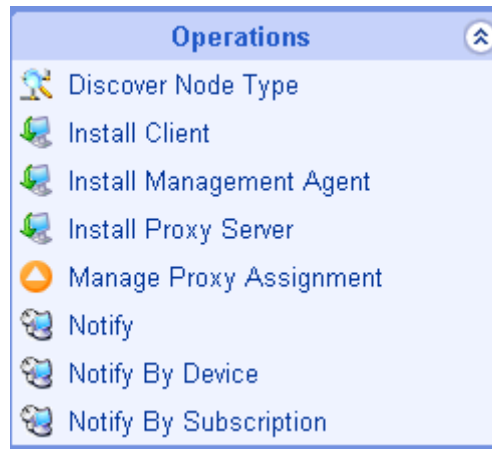 Operations
Discover Node Type
Install Client
Install Management Agent
Install Proxy Server
Manage Proxy Assignment
Notify
Notify By Device
Notify By Subscription